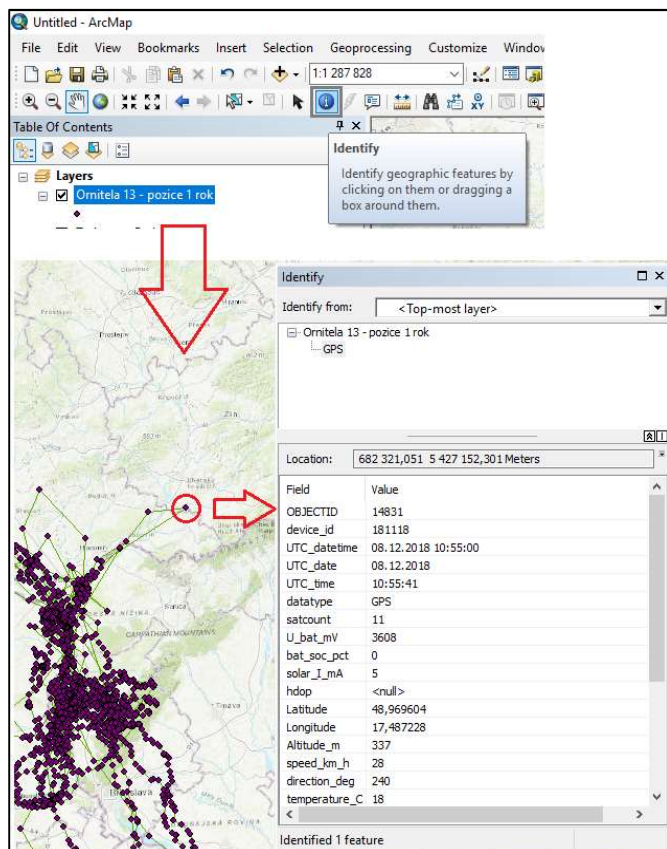 Untitled - ArcMap
File Edit View Bookmarks Insert Selection Geoprocessing Customize Window
1:1 287 828
Table Of Contents
Identify
Identify geographic features by
clicking on them or dragging a
box around them.
Layers
Ornitela 13 - pozice 1 rok
Identify
Identify from: <Top-most layer>
Ornitela 13 - pozice 1 rok
GPS
Location: 682 321,051 5 427 152,301 Meters
Field Value
OBJECTID 14831
device_id 181118
UTC_datetime 08.12.2018 10:55:00
UTC_date 08.12.2018
UTC_time 10:55:41
datatype GPS
satcount 11
U_bat_mV 3608
bat_soc_pct 0
solar_I_mA 5
hdop <null>
Latitude 48,969604
Longitude 17,487228
Altitude_m 337
speed_km_h 28
direction_deg 240
temperature_C 18
Identified 1 feature
Zlín
CARPATHIAN MOUNTAINS
Bratislava